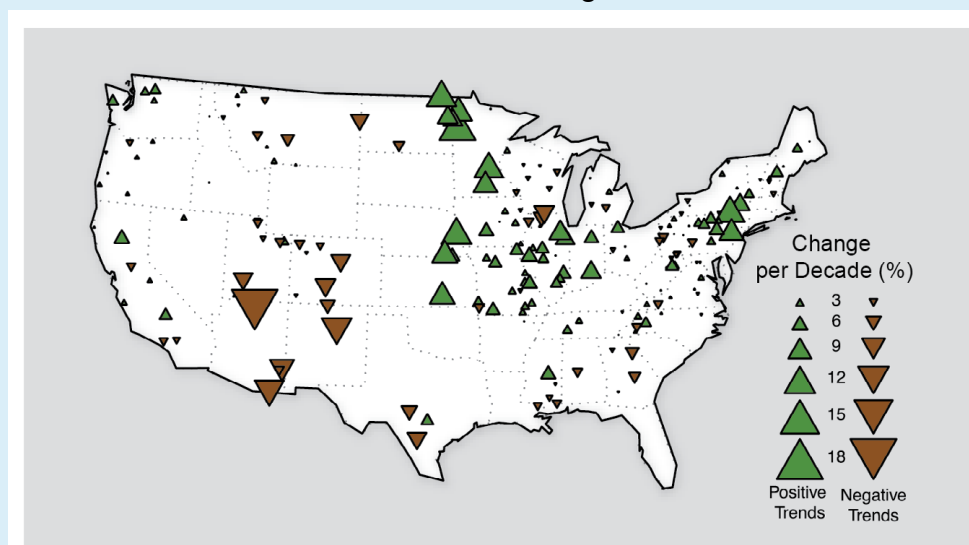 Change
per Decade (%)
3
6
9
12
15
18
Positive
Trends
Negative
Trends